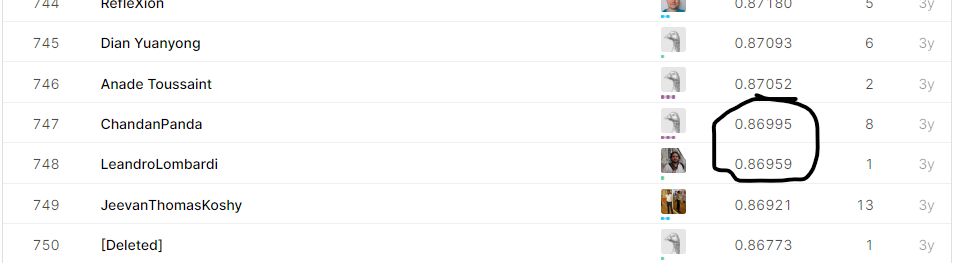 744 RefleXion 0.87180 5 3y
745 Dian Yuanyong 0.87093 6 3y
746 Anade Toussaint 0.87052 2 3y
747 ChandanPanda 0.86995 8 3y
748 LeandroLombardi 0.86959 1 3y
749 JeevanThomasKoshy 0.86921 13 3y
750 [Deleted] 0.86773 1 3y